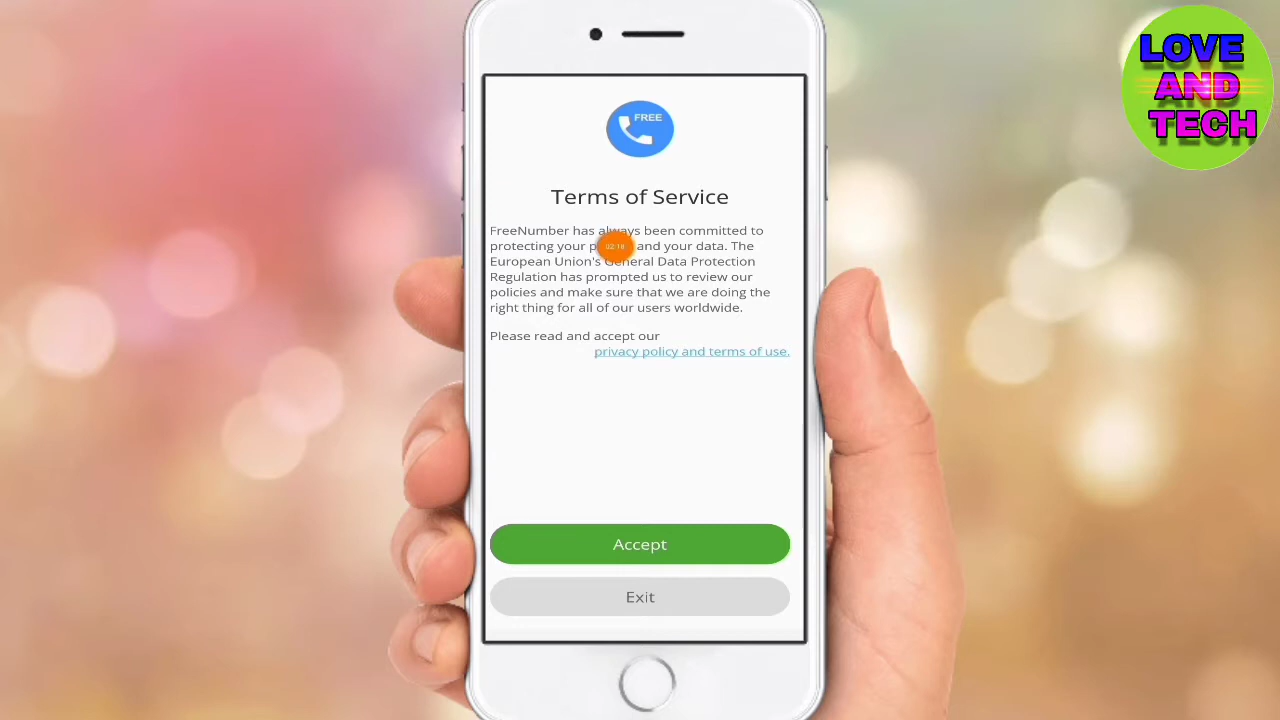 LOVE
AND
TECH
FREE
Terms of Service
FreeNumber has always been committed to
protecting your p and your data. The
02:16
European Union's General Data Protection
Regulation has prompted us to review our
policies and make sure that we are doing the
right thing for all of our users worldwide.
Please read and accept our
privacy policy and terms of use.
Accept
Exit